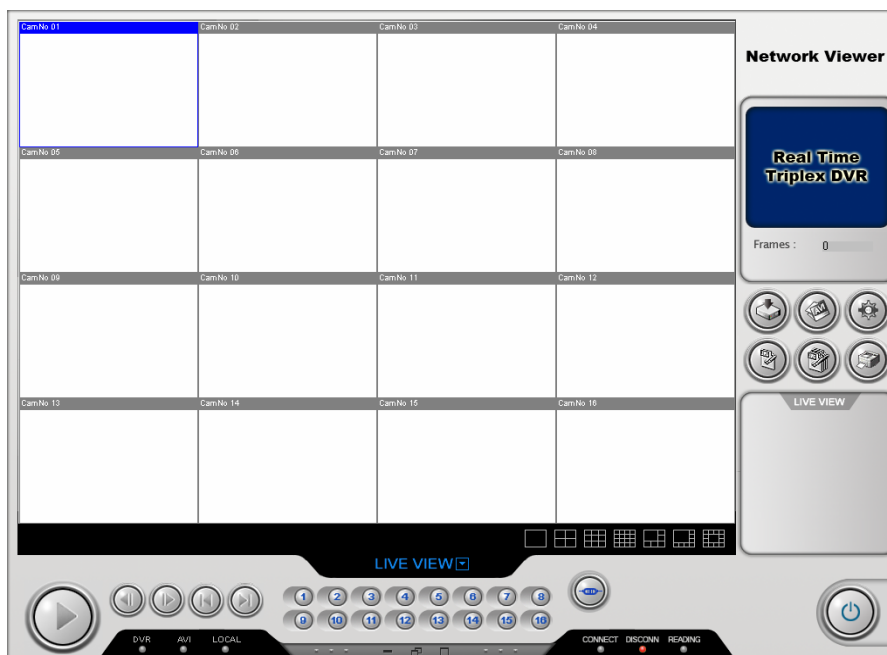 CamNo 01 CamNo 02 CamNo 03 CamNo 04
Network Viewer
Real Time
Triplex DVR
CamNo 05 CamNo 06 CamNo 07 CamNo 08
Frames : 0
CamNo 09 CamNo 10 CamNo 11 CamNo 12
CamNo 13 CamNo 14 CamNo 15 CamNo 16
LIVE VIEW
LIVE VIEW
1 2 3 4 5 6 7 8
9 10 11 12 13 14 15 16
DVR AVI LOCAL
CONNECT DISCONN READING